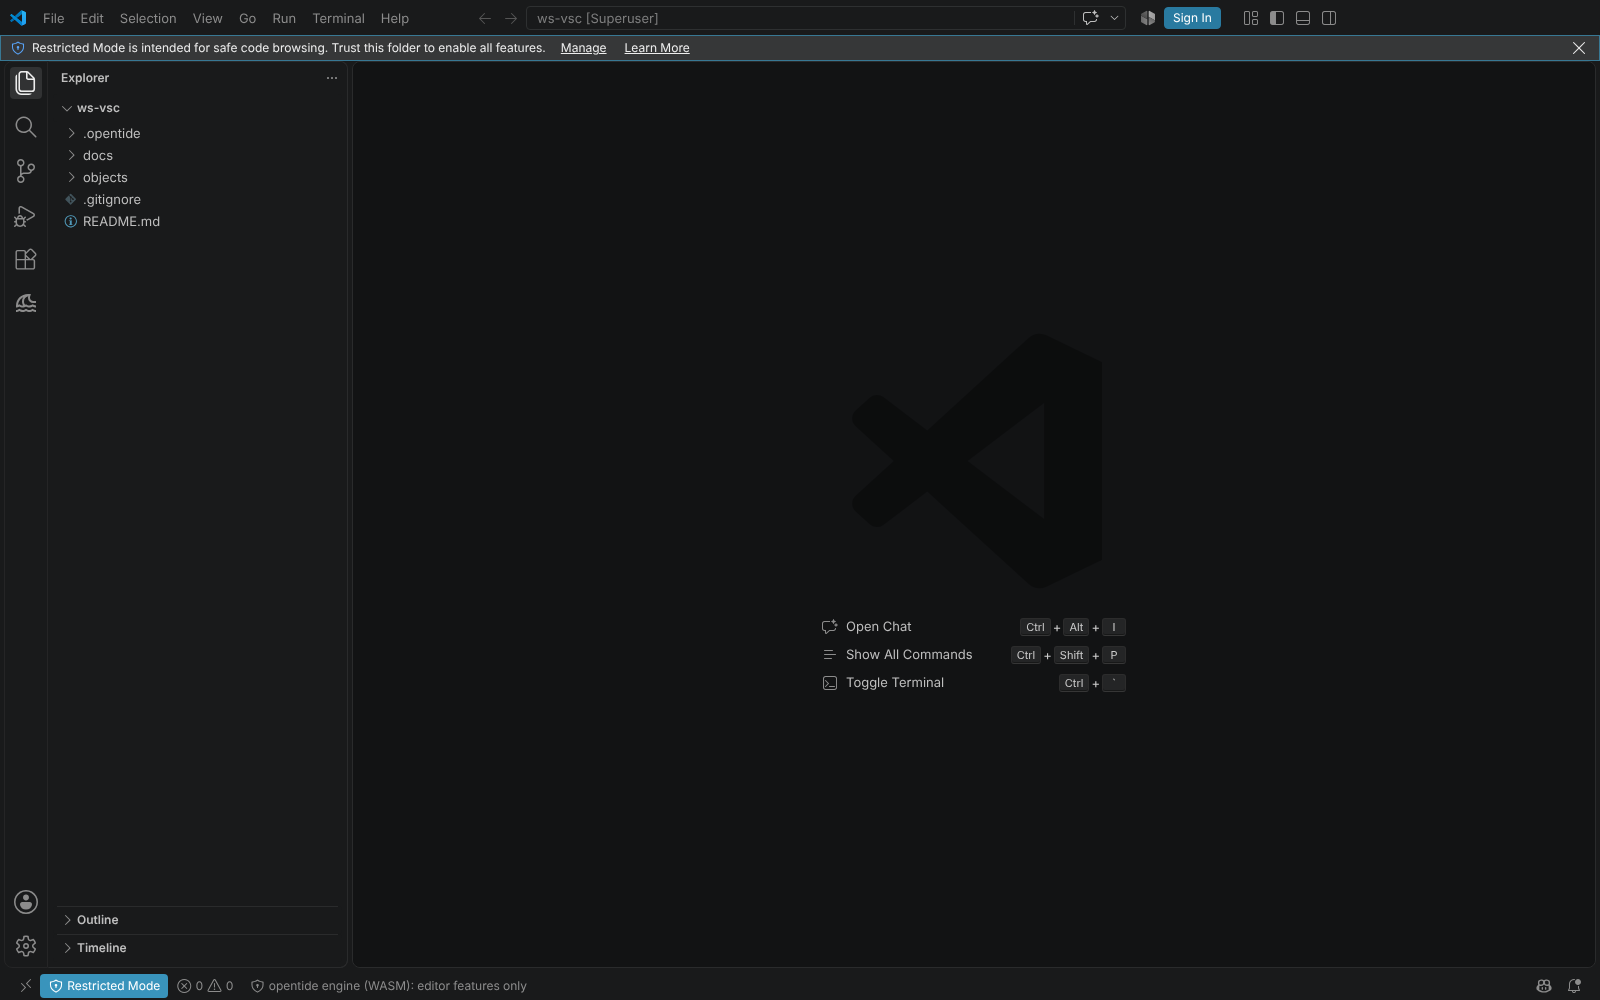 File Edit Selection View Go Run Terminal Help
ws-vsc [Superuser]
Sign In
Restricted Mode is intended for safe code browsing. Trust this folder to enable all features. Manage Learn More
Explorer
ws-vsc
.opentide
docs
objects
.gitignore
README.md
Open Chat Ctrl + Alt + I
Show All Commands Ctrl + Shift + P
Toggle Terminal Ctrl + `
Outline
Timeline
Restricted Mode 0 0 opentide engine (WASM): editor features only